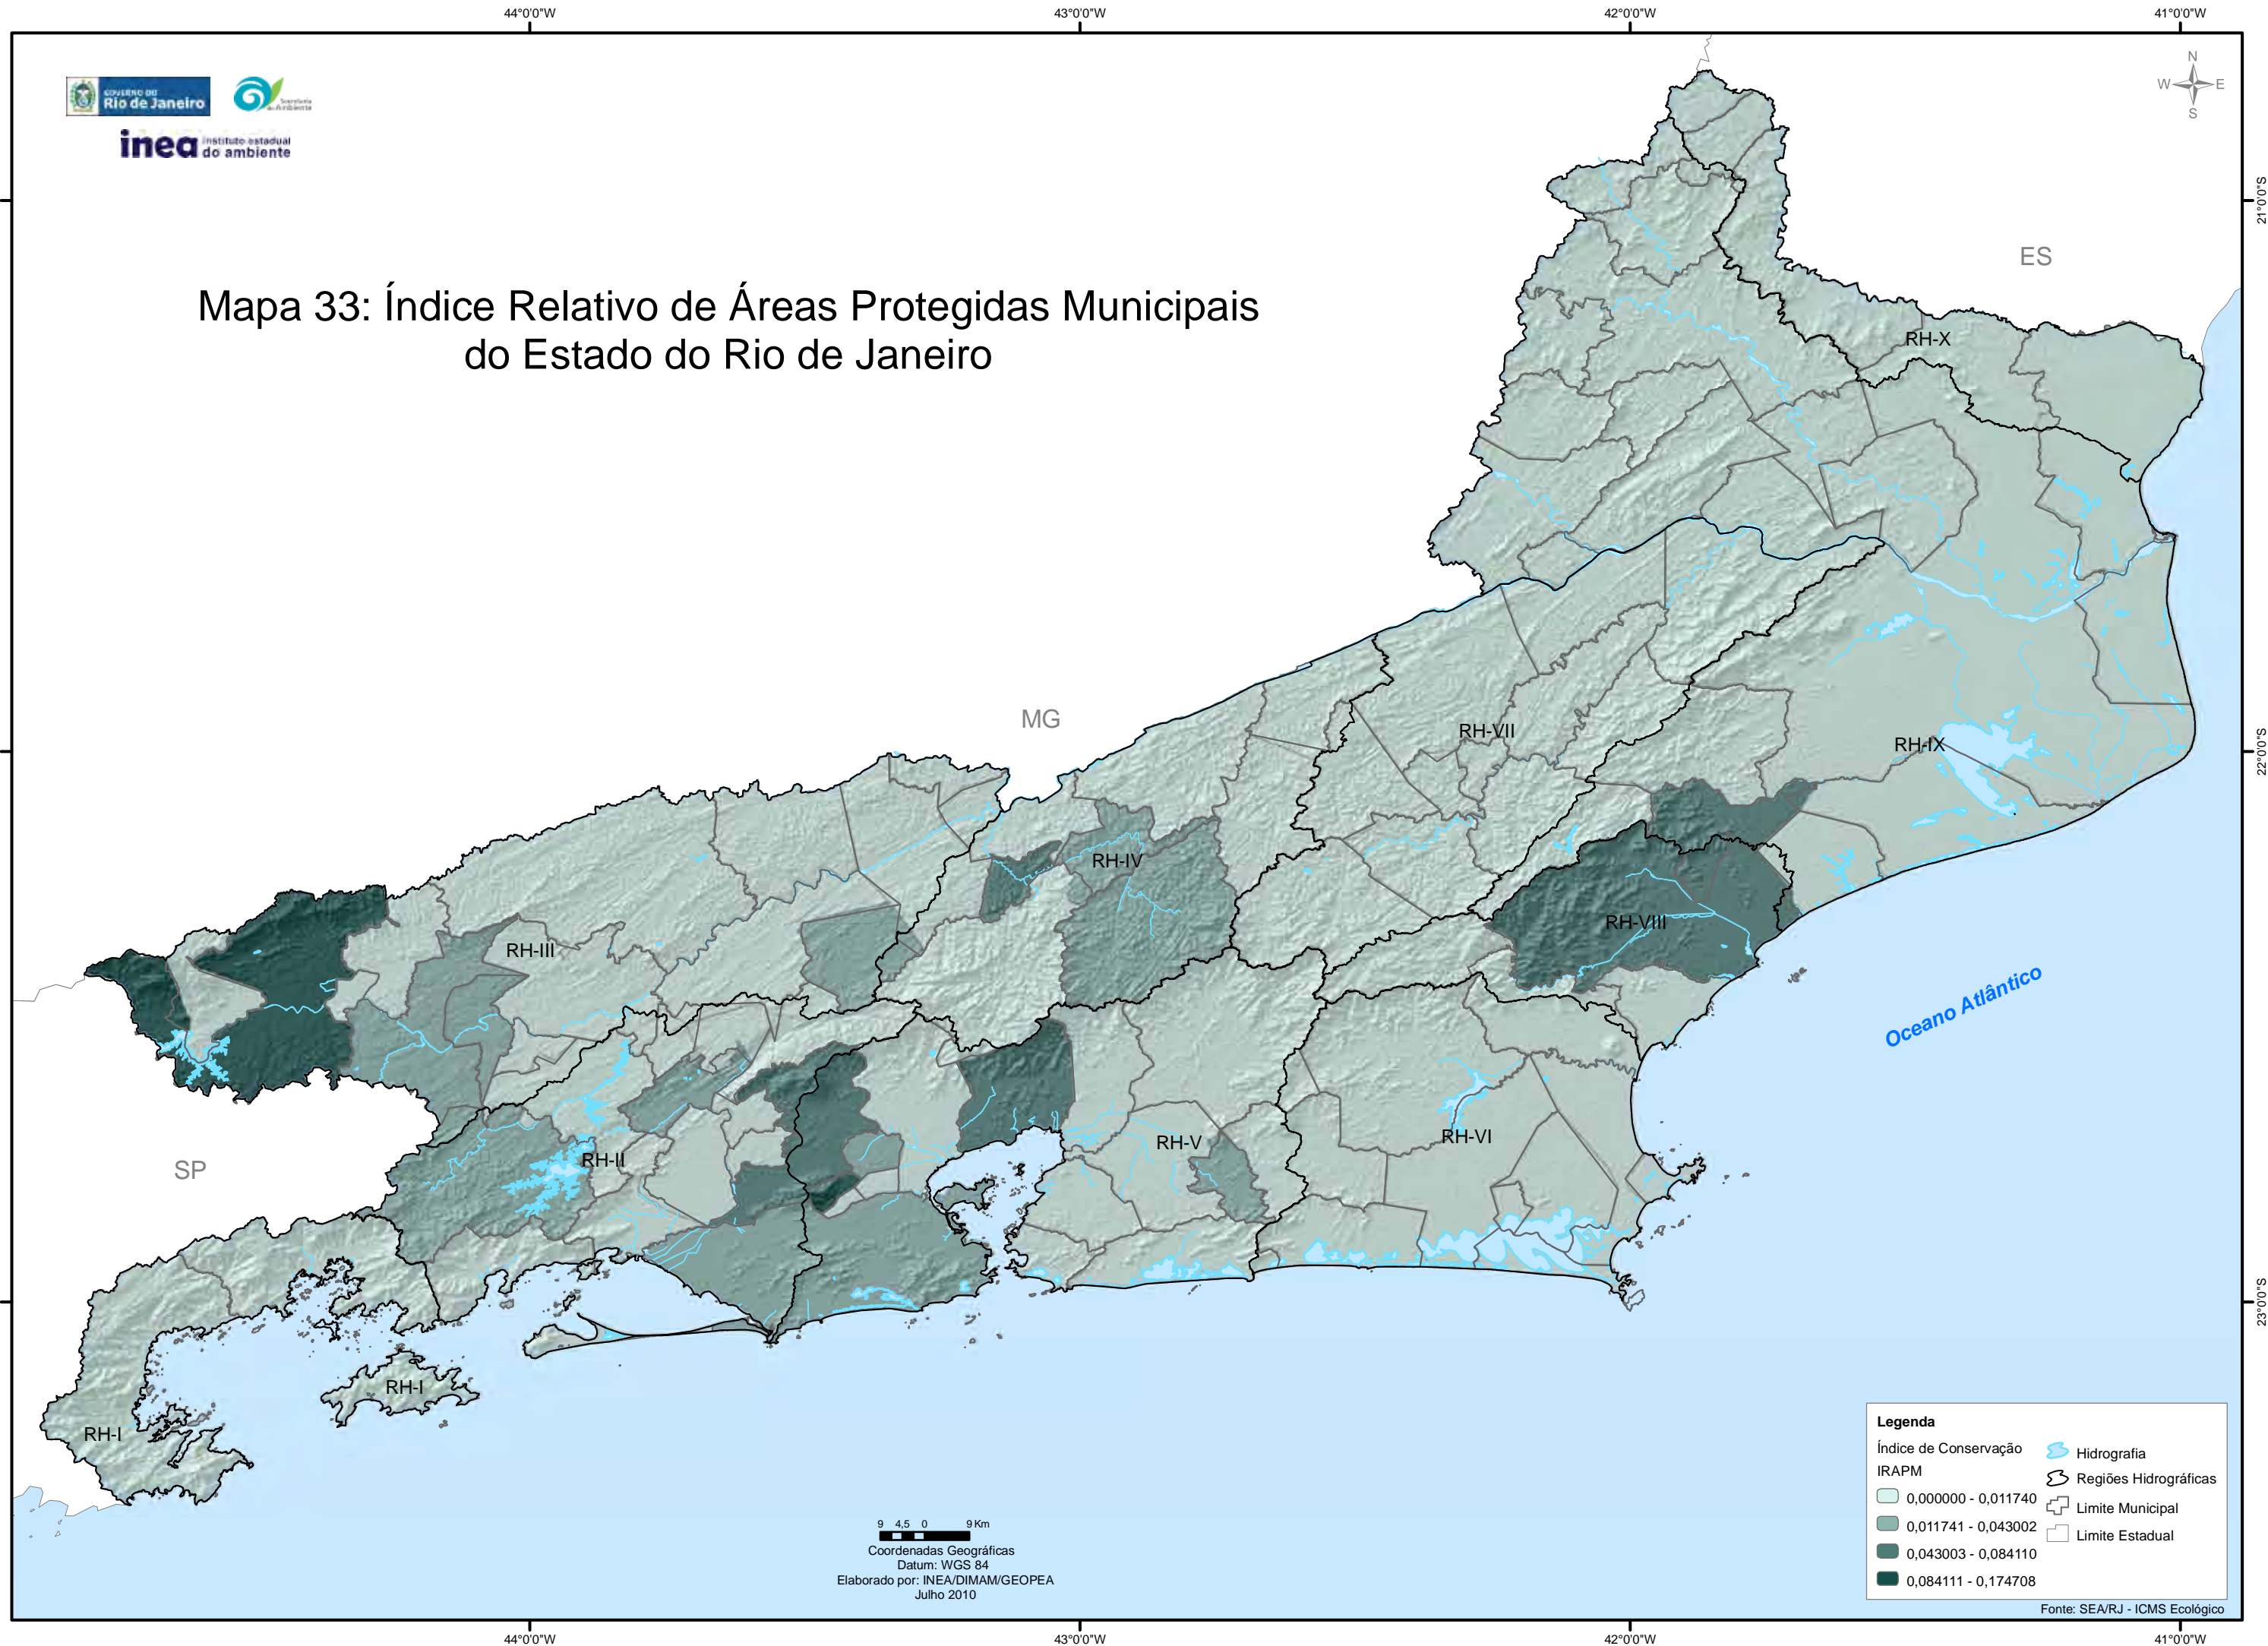 44°0'0"W 43°0'0"W 42°0'0"W 41°0'0"W
GOVERNO DO
Rio de Janeiro
Secretaria
do Ambiente
inea instituto estadual
do ambiente
N
W E
S
21°0'0"S
ES
Mapa 33: Índice Relativo de Áreas Protegidas Municipais
do Estado do Rio de Janeiro
RH-X
MG
RH-VII
RH-IX
22°0'0"S
RH-IV
RH-III
RH-VIII
Oceano Atlântico
RH-V
RH-VI
RH-II
SP
23°0'0"S
RH-I
RH-I
9 4,5 0 9 Km
Coordenadas Geográficas
Datum: WGS 84
Elaborado por: INEA/DIMAM/GEOPEA
Julho 2010
Legenda
Índice de Conservação
IRAPM
0,000000 - 0,011740
0,011741 - 0,043002
0,043003 - 0,084110
0,084111 - 0,174708
Hidrografia
Regiões Hidrográficas
Limite Municipal
Limite Estadual
Fonte: SEA/RJ - ICMS Ecológico
44°0'0"W 43°0'0"W 42°0'0"W 41°0'0"W